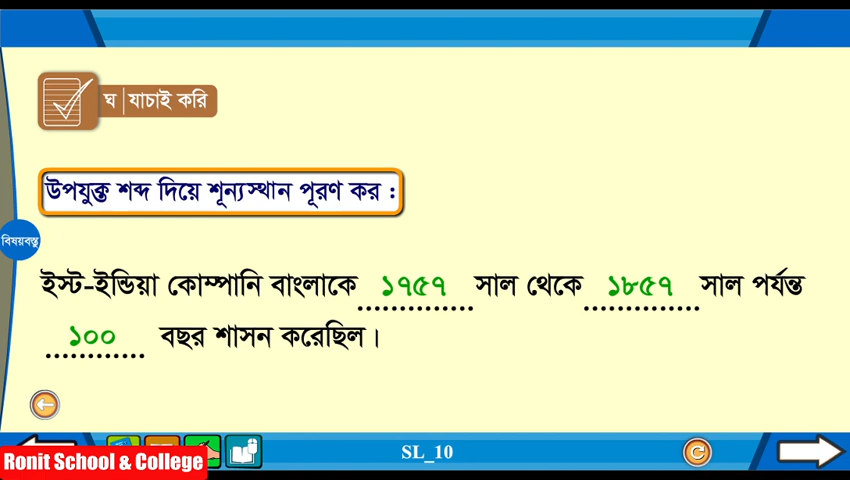 ঘ | যাচাই করি
উপযুক্ত শব্দ দিয়ে শূন্যস্থান পূরণ কর :
বিষয়বস্তু
ইস্ট-ইন্ডিয়া কোম্পানি বাংলাকে ১৭৫৭ সাল থেকে ১৮৫৭ সাল পর্যন্ত
১০০ বছর শাসন করেছিল।
SL_10
Ronit School & College